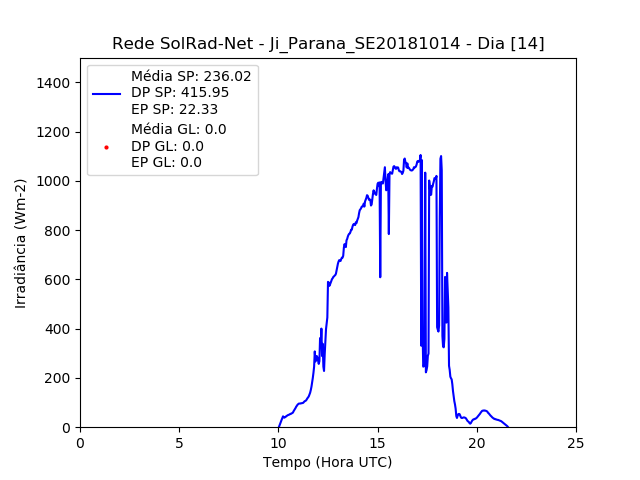 Rede SolRad-Net - Ji_Parana_SE20181014 - Dia [14]
Média SP: 236.02
DP SP: 415.95
EP SP: 22.33
Média GL: 0.0
DP GL: 0.0
EP GL: 0.0
1400
1200
1000
800
600
400
200
0
Irradiância (Wm-2)
0 5 10 15 20 25
Tempo (Hora UTC)